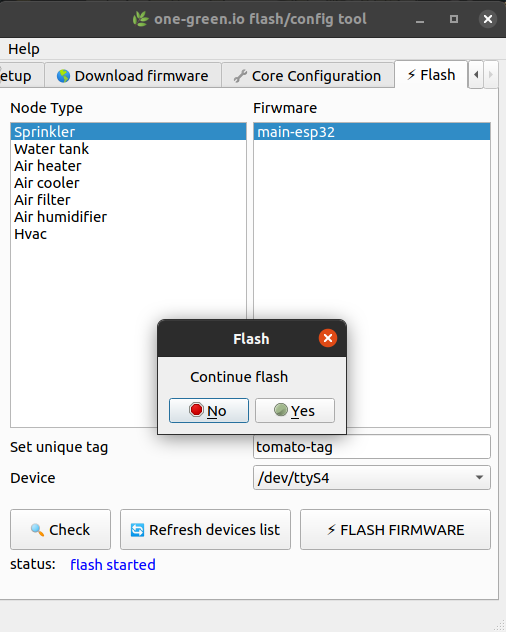 one-green.io flash/config tool
Help
etup
Download firmware
Core Configuration
Flash
Node Type
Firwmare
Sprinkler
main-esp32
Water tank
Air heater
Air cooler
Air filter
Air humidifier
Hvac
Flash
Continue flash
No
Yes
Set unique tag
tomato-tag
Device
/dev/ttyS4
Check
Refresh devices list
FLASH FIRMWARE
status:
flash started